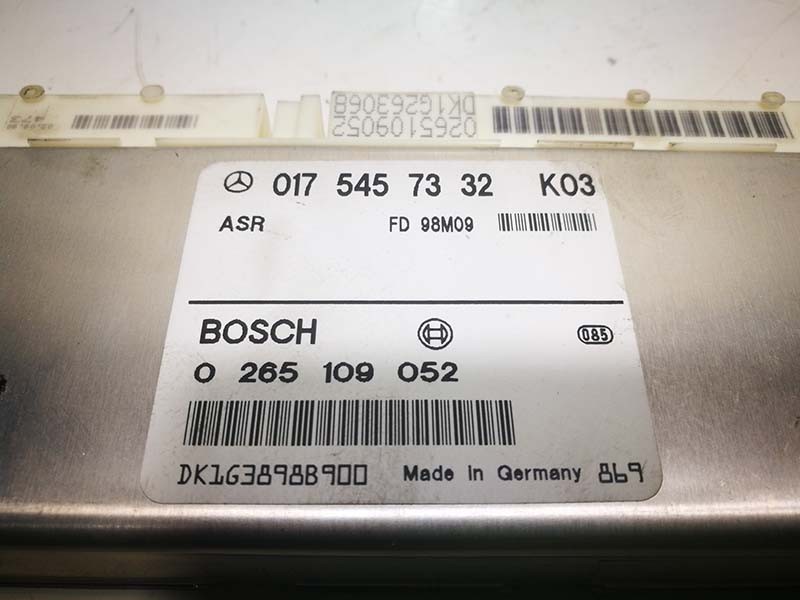 0265109052
DK1G263068
017 545 73 32 K03
ASR FD 98M09
BOSCH 085
0 265 109 052
DK1G3898B900 Made in Germany 869